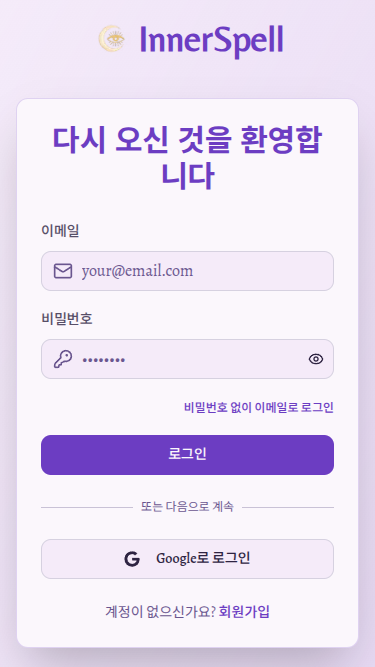 InnerSpell
다시 오신 것을 환영합
니다
이메일
your@email.com
비밀번호
••••••••
비밀번호 없이 이메일로 로그인
로그인
또는 다음으로 계속
G Google로 로그인
계정이 없으신가요? 회원가입